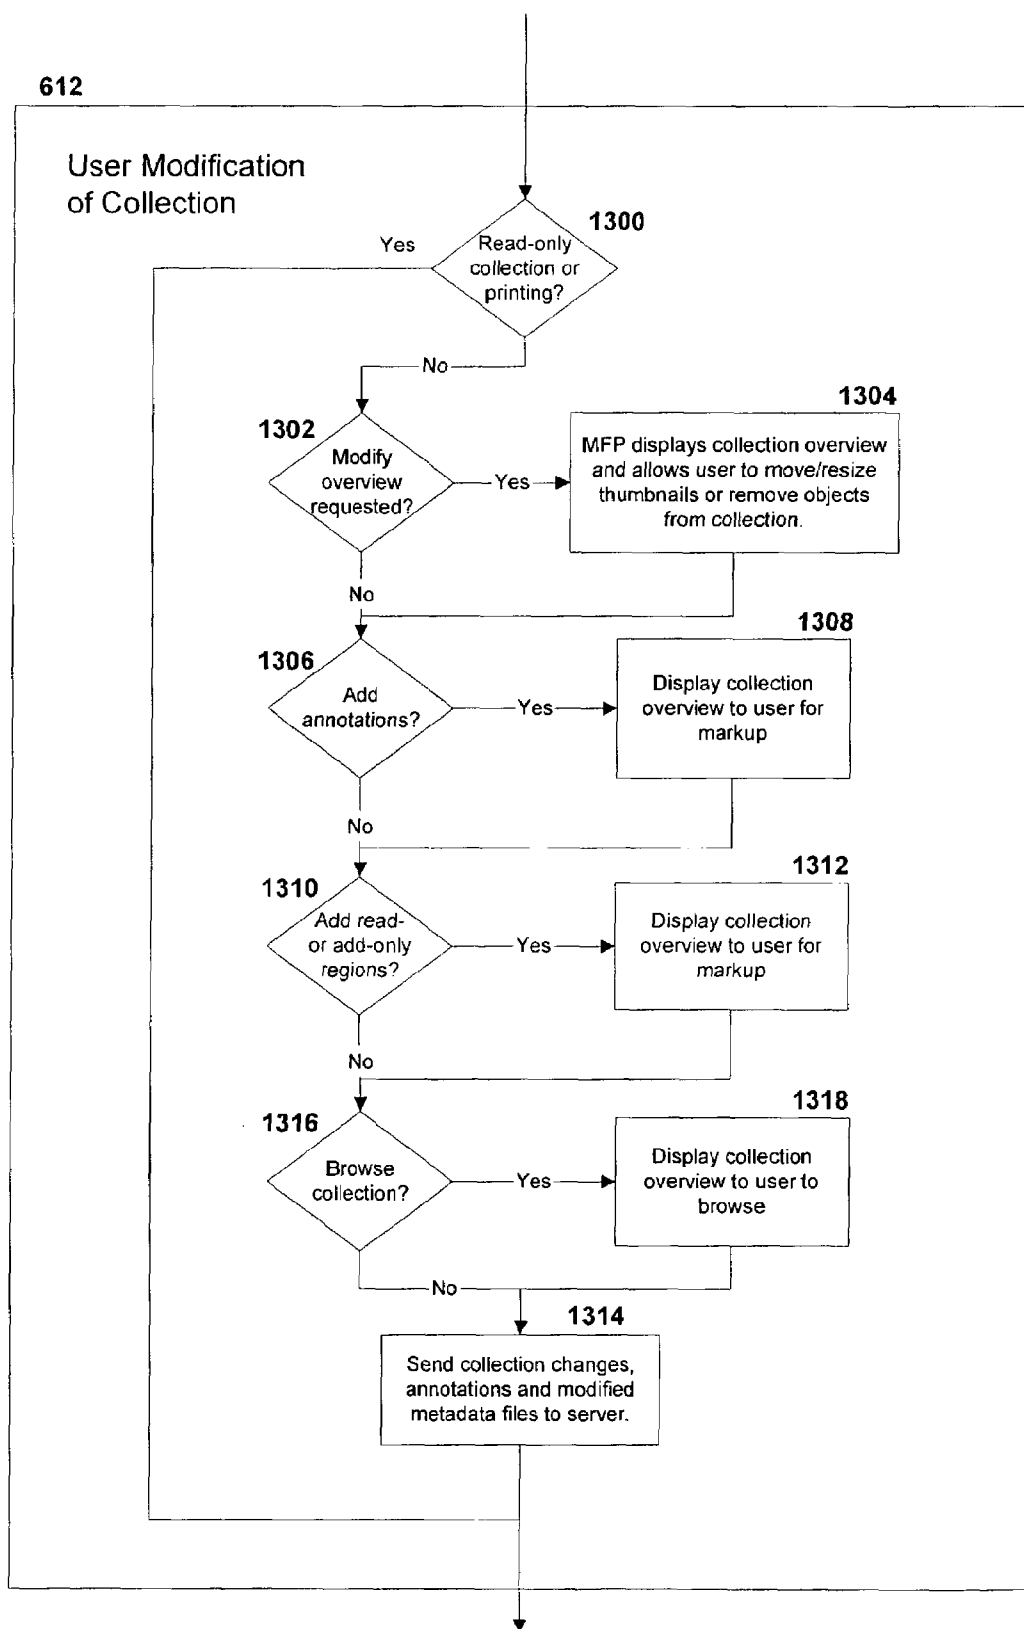 612
User Modification
of Collection
1300
Yes
Read-only
collection or
printing?
No
1302
Modify
overview
requested?
Yes
1304
MFP displays collection overview
and allows user to move/resize
thumbnails or remove objects
from collection.
No
1306
Add
annotations?
Yes
1308
Display collection
overview to user for
markup
No
1310
Add read-
or add-only
regions?
Yes
1312
Display collection
overview to user for
markup
No
1316
Browse
collection?
Yes
1318
Display collection
overview to user to
browse
No
1314
Send collection changes,
annotations and modified
metadata files to server.